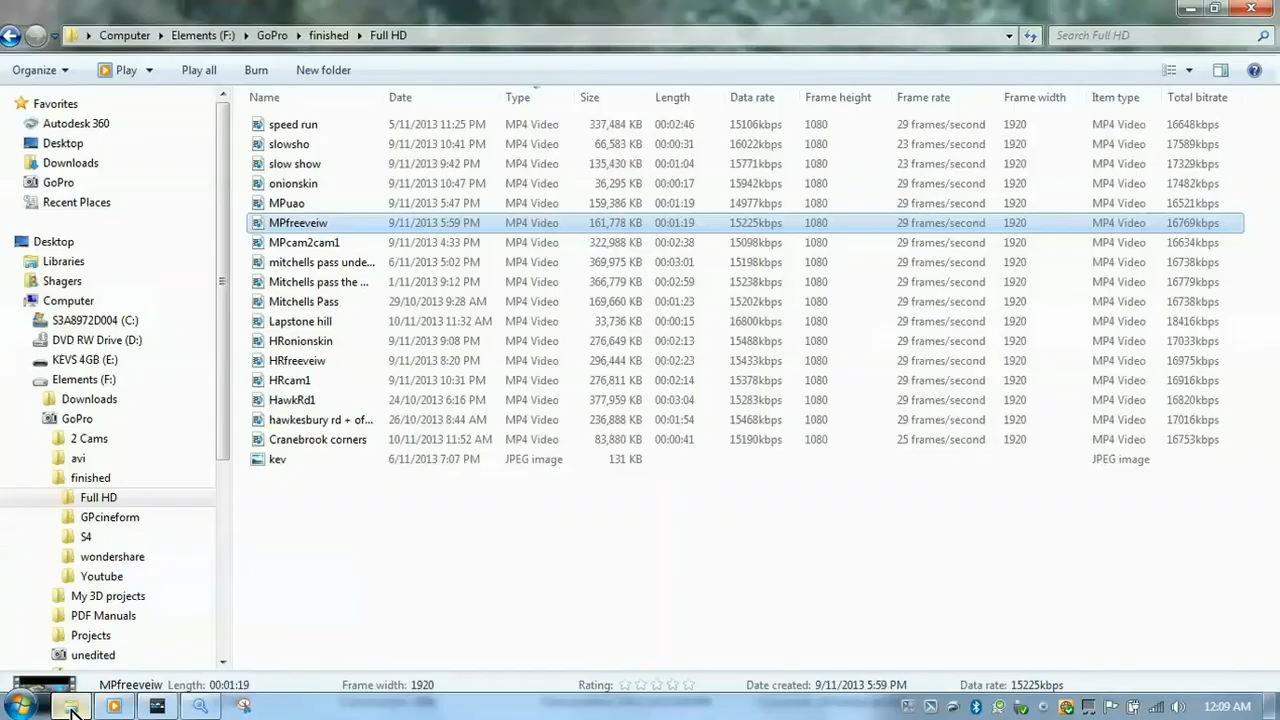 Computer Elements (F:) GoPro finished Full HD Search Full HD
Organize Play Play all Burn New folder
Name Date Type Size Length Data rate Frame height Frame rate Frame width Item type Total bitrate
Favorites
Autodesk 360
Desktop
Downloads
GoPro
Recent Places
Desktop
Libraries
Shagers
Computer
S3A8972D004 (C:)
DVD RW Drive (D:)
KEVS 4GB (E:)
Elements (F:)
Downloads
GoPro
2 Cams
avi
finished
Full HD
GPcineform
S4
wondershare
Youtube
My 3D projects
PDF Manuals
Projects
unedited
speed run 5/11/2013 11:25 PM MP4 Video 337,484 KB 00:02:46 15106kbps 1080 29 frames/second 1920 MP4 Video 16648kbps
slowsho 9/11/2013 10:41 PM MP4 Video 66,583 KB 00:00:31 16022kbps 1080 23 frames/second 1920 MP4 Video 17589kbps
slow show 9/11/2013 9:42 PM MP4 Video 135,430 KB 00:01:04 15771kbps 1080 23 frames/second 1920 MP4 Video 17329kbps
onionskin 9/11/2013 10:47 PM MP4 Video 36,295 KB 00:00:17 15942kbps 1080 29 frames/second 1920 MP4 Video 17482kbps
MPuao 9/11/2013 5:47 PM MP4 Video 159,386 KB 00:01:19 14977kbps 1080 29 frames/second 1920 MP4 Video 16521kbps
MPfreeveiw 9/11/2013 5:59 PM MP4 Video 161,778 KB 00:01:19 15225kbps 1080 29 frames/second 1920 MP4 Video 16769kbps
MPcam2cam1 9/11/2013 4:33 PM MP4 Video 322,988 KB 00:02:38 15098kbps 1080 29 frames/second 1920 MP4 Video 16634kbps
mitchells pass unde... 6/11/2013 5:02 PM MP4 Video 369,975 KB 00:03:01 15198kbps 1080 29 frames/second 1920 MP4 Video 16738kbps
Mitchells pass the ... 1/11/2013 9:12 PM MP4 Video 366,779 KB 00:02:59 15238kbps 1080 29 frames/second 1920 MP4 Video 16779kbps
Mitchells Pass 29/10/2013 9:28 AM MP4 Video 169,660 KB 00:01:23 15202kbps 1080 29 frames/second 1920 MP4 Video 16738kbps
Lapstone hill 10/11/2013 11:32 AM MP4 Video 33,736 KB 00:00:15 16800kbps 1080 29 frames/second 1920 MP4 Video 18416kbps
HRonionskin 9/11/2013 9:08 PM MP4 Video 276,649 KB 00:02:13 15488kbps 1080 29 frames/second 1920 MP4 Video 17033kbps
HRfreeveiw 9/11/2013 8:20 PM MP4 Video 296,444 KB 00:02:23 15433kbps 1080 29 frames/second 1920 MP4 Video 16975kbps
HRcam1 9/11/2013 10:31 PM MP4 Video 276,811 KB 00:02:14 15378kbps 1080 29 frames/second 1920 MP4 Video 16916kbps
HawkRd1 24/10/2013 6:16 PM MP4 Video 377,959 KB 00:03:04 15283kbps 1080 29 frames/second 1920 MP4 Video 16820kbps
hawkesbury rd + of... 26/10/2013 8:44 AM MP4 Video 236,888 KB 00:01:54 15468kbps 1080 29 frames/second 1920 MP4 Video 17016kbps
Cranebrook corners 10/11/2013 11:52 AM MP4 Video 83,880 KB 00:00:41 15190kbps 1080 25 frames/second 1920 MP4 Video 16753kbps
kev 6/11/2013 7:07 PM JPEG image 131 KB JPEG image
MPfreeveiw Length: 00:01:19 Frame width: 1920 Rating: Date created: 9/11/2013 5:59 PM Data rate: 15225kbps
12:09 AM